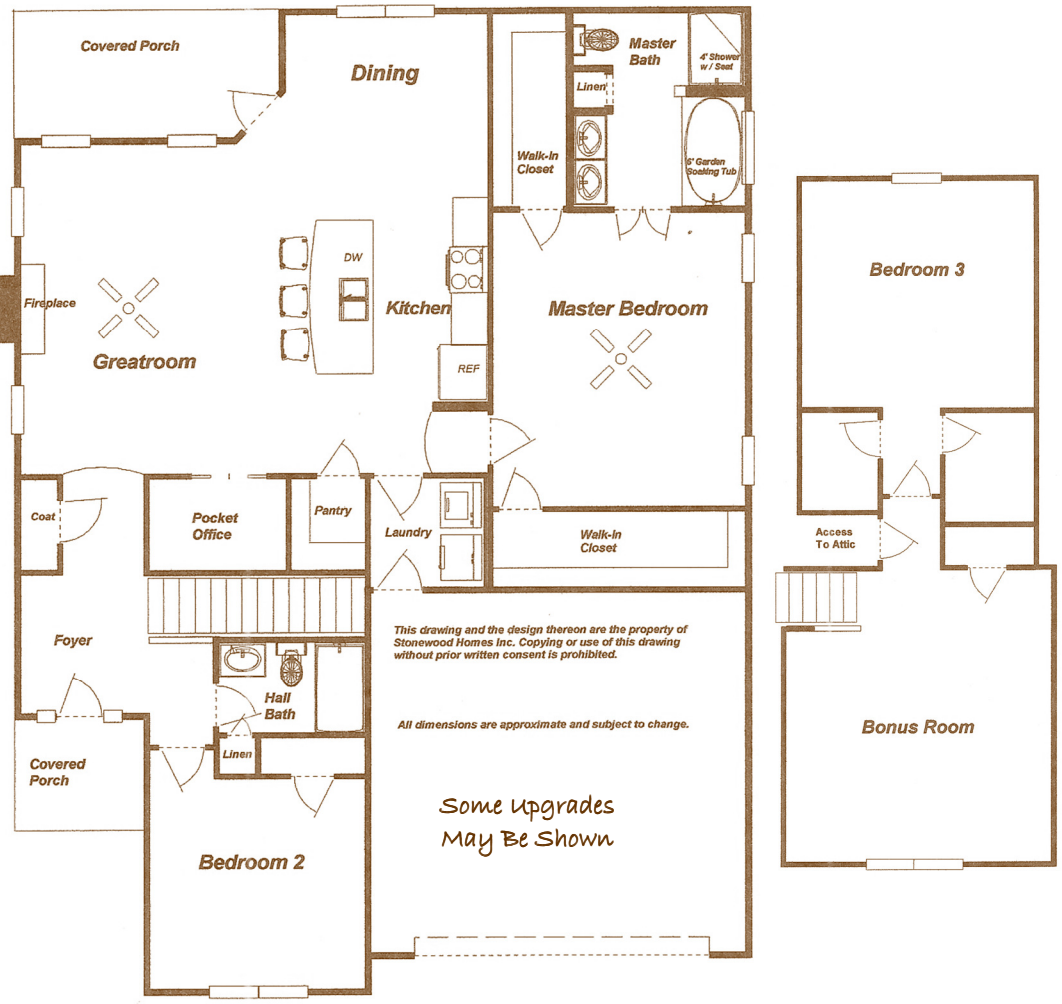 Covered Porch
Dining
Master
Bath
4' Shower
w / Seat
Linen
Walk-In
Closet
6' Garden
Soaking Tub
DW
Fireplace
Kitchen
Master Bedroom
Greatroom
REF
Bedroom 3
Coat
Pocket
Office
Pantry
Laundry
Walk-In
Closet
Access
To Attic
Foyer
This drawing and the design thereon are the property of
Stonewood Homes Inc. Copying or use of this drawing
without prior written consent is prohibited.
Hall
Bath
All dimensions are approximate and subject to change.
Linen
Covered
Porch
Bonus Room
Some Upgrades
May Be Shown
Bedroom 2